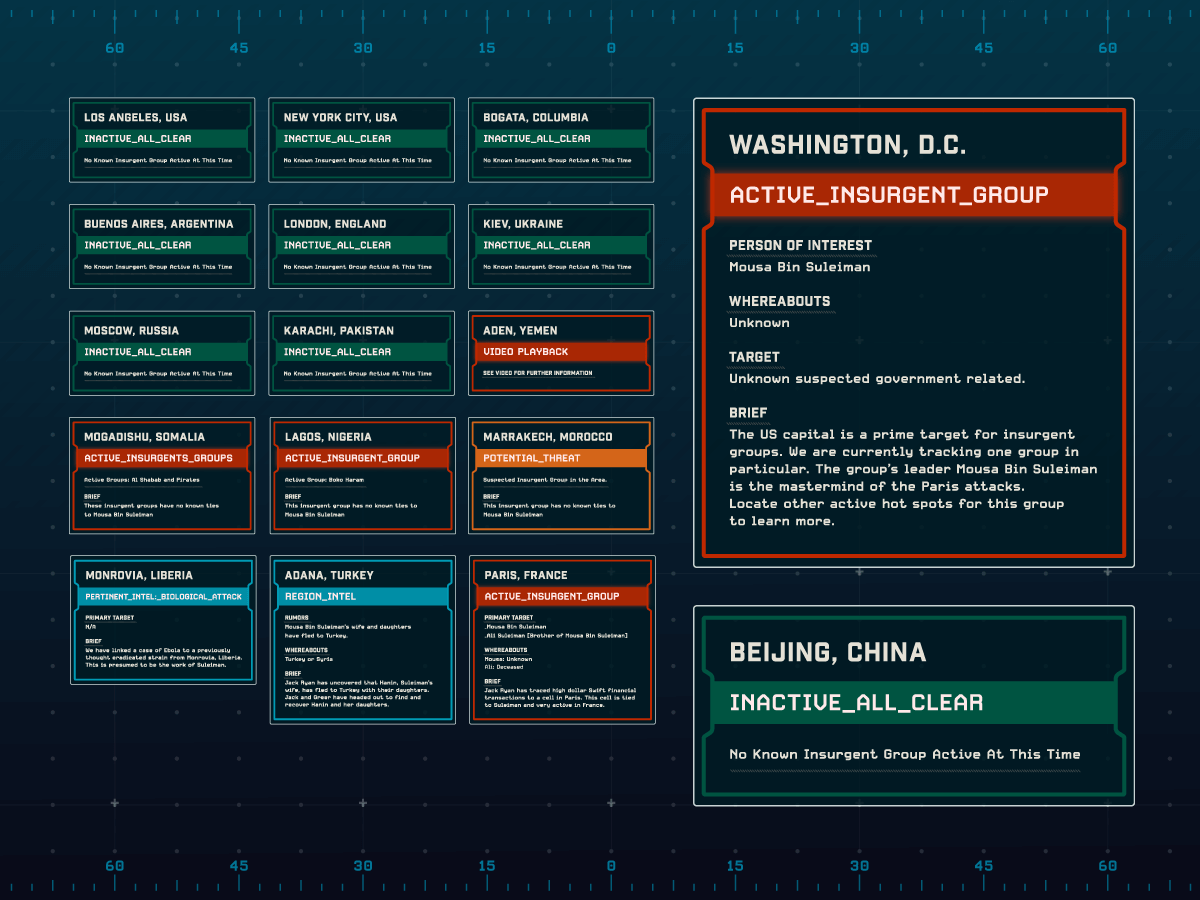 60 45 30 15 0 15 30 45 60
LOS ANGELES, USA
INACTIVE_ALL_CLEAR
No Known Insurgent Group Active At This Time
NEW YORK CITY, USA
INACTIVE_ALL_CLEAR
No Known Insurgent Group Active At This Time
BOGATA, COLUMBIA
INACTIVE_ALL_CLEAR
No Known Insurgent Group Active At This Time
BUENOS AIRES, ARGENTINA
INACTIVE_ALL_CLEAR
No Known Insurgent Group Active At This Time
LONDON, ENGLAND
INACTIVE_ALL_CLEAR
No Known Insurgent Group Active At This Time
KIEV, UKRAINE
INACTIVE_ALL_CLEAR
No Known Insurgent Group Active At This Time
MOSCOW, RUSSIA
INACTIVE_ALL_CLEAR
No Known Insurgent Group Active At This Time
KARACHI, PAKISTAN
INACTIVE_ALL_CLEAR
No Known Insurgent Group Active At This Time
ADEN, YEMEN
VIDEO PLAYBACK
SEE VIDEO FOR FURTHER INFORMATION
MOGADISHU, SOMALIA
ACTIVE_INSURGENTS_GROUPS
Active Groups: Al Shabab and Pirates
BRIEF
These insurgent groups have no known ties
to Mousa Bin Suleiman
LAGOS, NIGERIA
ACTIVE_INSURGENT_GROUP
Active Group: Boko Haram
BRIEF
This insurgent group has no known ties to
Mousa Bin Suleiman
MARRAKECH, MOROCCO
POTENTIAL_THREAT
Suspected Insurgent Group in the Area.
BRIEF
This insurgent group has no known ties to
Mousa Bin Suleiman
MONROVIA, LIBERIA
PERTINENT_INTEL:_BIOLOGICAL_ATTACK
PRIMARY TARGET
N/A
BRIEF
We have linked a case of Ebola to a previously
thought eradicated strain from Monrovia, Liberia.
This is presumed to be the work of Suleiman.
ADANA, TURKEY
REGION_INTEL
RUMORS
Mousa Bin Suleiman's wife and daughters
have fled to Turkey.
WHEREABOUTS
Turkey or Syria
BRIEF
Jack Ryan has uncovered that Hanin, Suleiman's
wife, has fled to Turkey with their daughters.
Jack and Greer have headed out to find and
recover Hanin and her daughters.
PARIS, FRANCE
ACTIVE_INSURGENT_GROUP
PRIMARY TARGET
.Mousa Bin Suleiman
.Ali Suleiman [Brother of Mousa Bin Suleiman]
WHEREABOUTS
Mousa: Unknown
Ali: Deceased
BRIEF
Jack Ryan has traced high dollar Swift financial
transactions to a cell in Paris. This cell is tied
to Suleiman and very active in France.
WASHINGTON, D.C.
ACTIVE_INSURGENT_GROUP
PERSON OF INTEREST
Mousa Bin Suleiman
WHEREABOUTS
Unknown
TARGET
Unknown suspected government related.
BRIEF
The US capital is a prime target for insurgent
groups. We are currently tracking one group in
particular. The group's leader Mousa Bin Suleiman
is the mastermind of the Paris attacks.
Locate other active hot spots for this group
to learn more.
BEIJING, CHINA
INACTIVE_ALL_CLEAR
No Known Insurgent Group Active At This Time
60 45 30 15 0 15 30 45 60